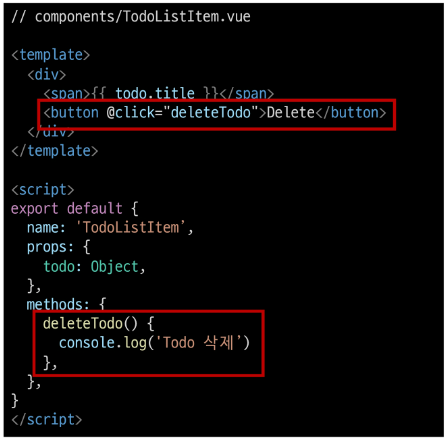 // components/TodoListItem.vue
<template>
<div>
<span>{{ todo.title }}</span>
<button @click="deleteTodo">Delete</button>
</div>
</template>
<script>
export default {
name: 'TodoListItem’,
props: {
todo: Object,
},
methods: {
deleteTodo() {
console.log('Todo 삭제’)
},
},
}
</script>